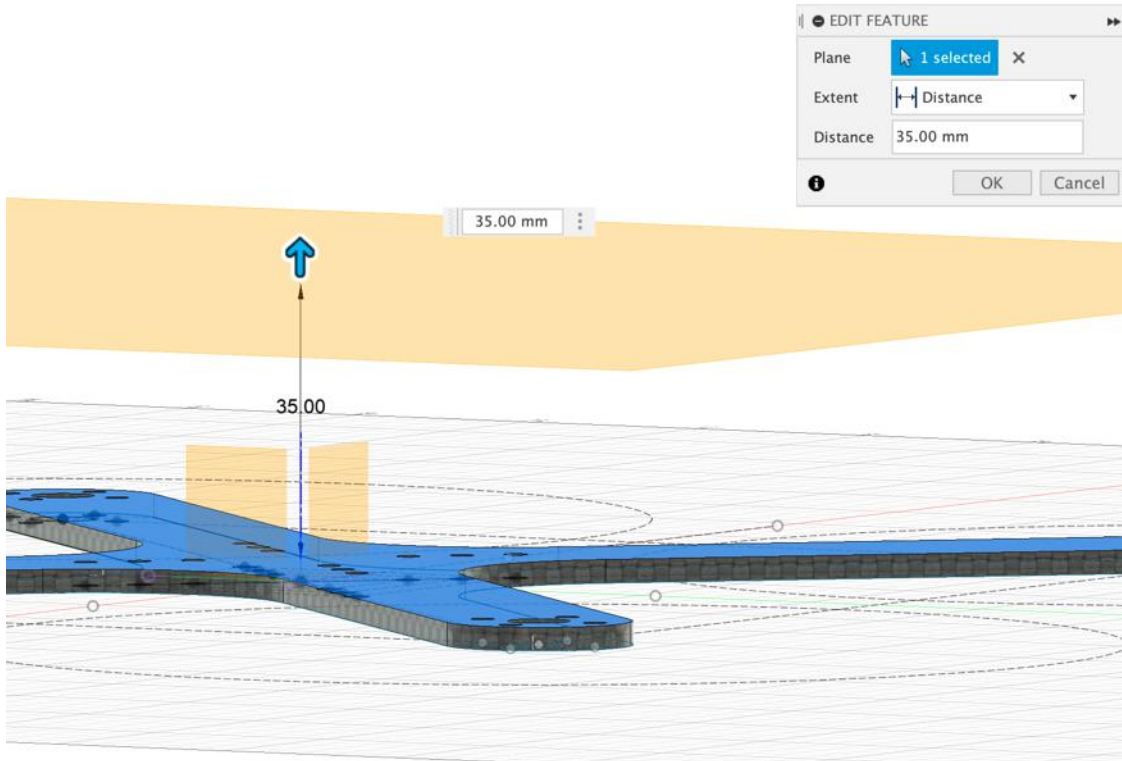 EDIT FEATURE
Plane 1 selected
Extent Distance
Distance 35.00 mm
OK Cancel
35.00 mm
35.00